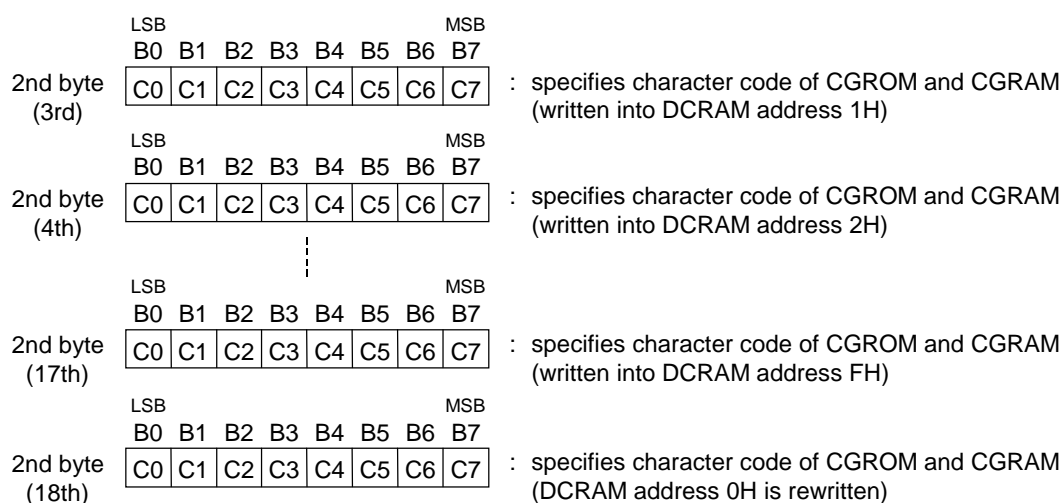 LSB MSB
B0 B1 B2 B3 B4 B5 B6 B7
2nd byte (3rd) C0 C1 C2 C3 C4 C5 C6 C7 : specifies character code of CGROM and CGRAM
(written into DCRAM address 1H)
LSB MSB
B0 B1 B2 B3 B4 B5 B6 B7
2nd byte (4th) C0 C1 C2 C3 C4 C5 C6 C7 : specifies character code of CGROM and CGRAM
(written into DCRAM address 2H)
LSB MSB
B0 B1 B2 B3 B4 B5 B6 B7
2nd byte (17th) C0 C1 C2 C3 C4 C5 C6 C7 : specifies character code of CGROM and CGRAM
(written into DCRAM address FH)
LSB MSB
B0 B1 B2 B3 B4 B5 B6 B7
2nd byte (18th) C0 C1 C2 C3 C4 C5 C6 C7 : specifies character code of CGROM and CGRAM
(DCRAM address 0H is rewritten)